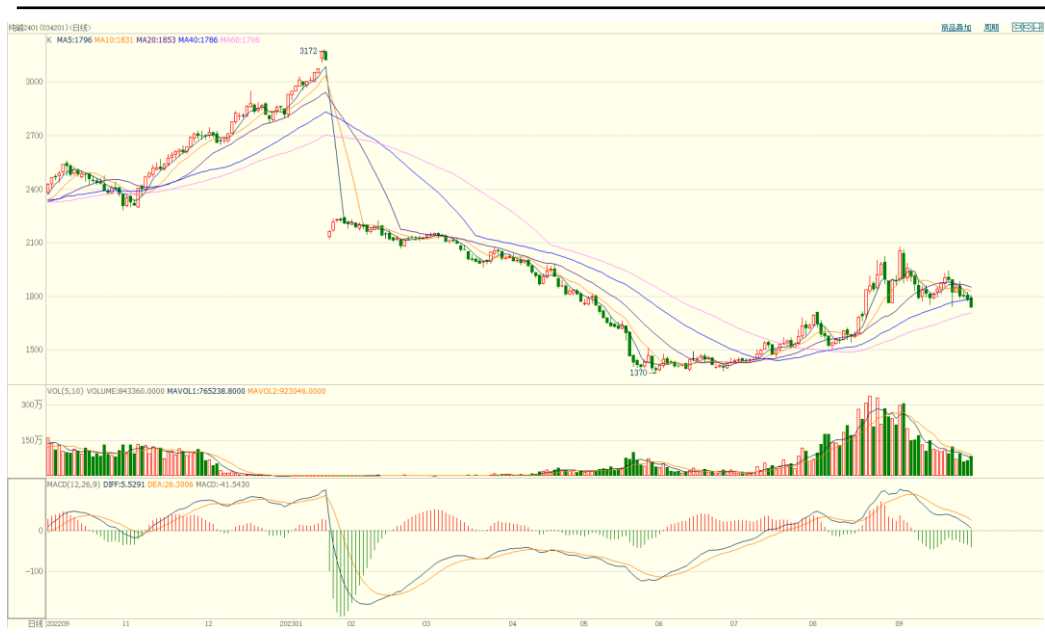 纯碱2401(034201)<日线>
商品叠加 周期
K MA5:1796 MA10:1831 MA20:1853 MA40:1786 MA60:1706
3172
3000
2700
2400
2100
1800
1500
1370
VOL(5,10) VOLUME:843360.0000 MAVOL1:765238.8000 MAVOL2:923046.0000
300万
150万
MACD(12,26,9) DIFF:5.5291 DEA:26.3006 MACD:-41.5430
0
-100
日线 202209 11 12 202301 02 03 04 05 06 07 08 09